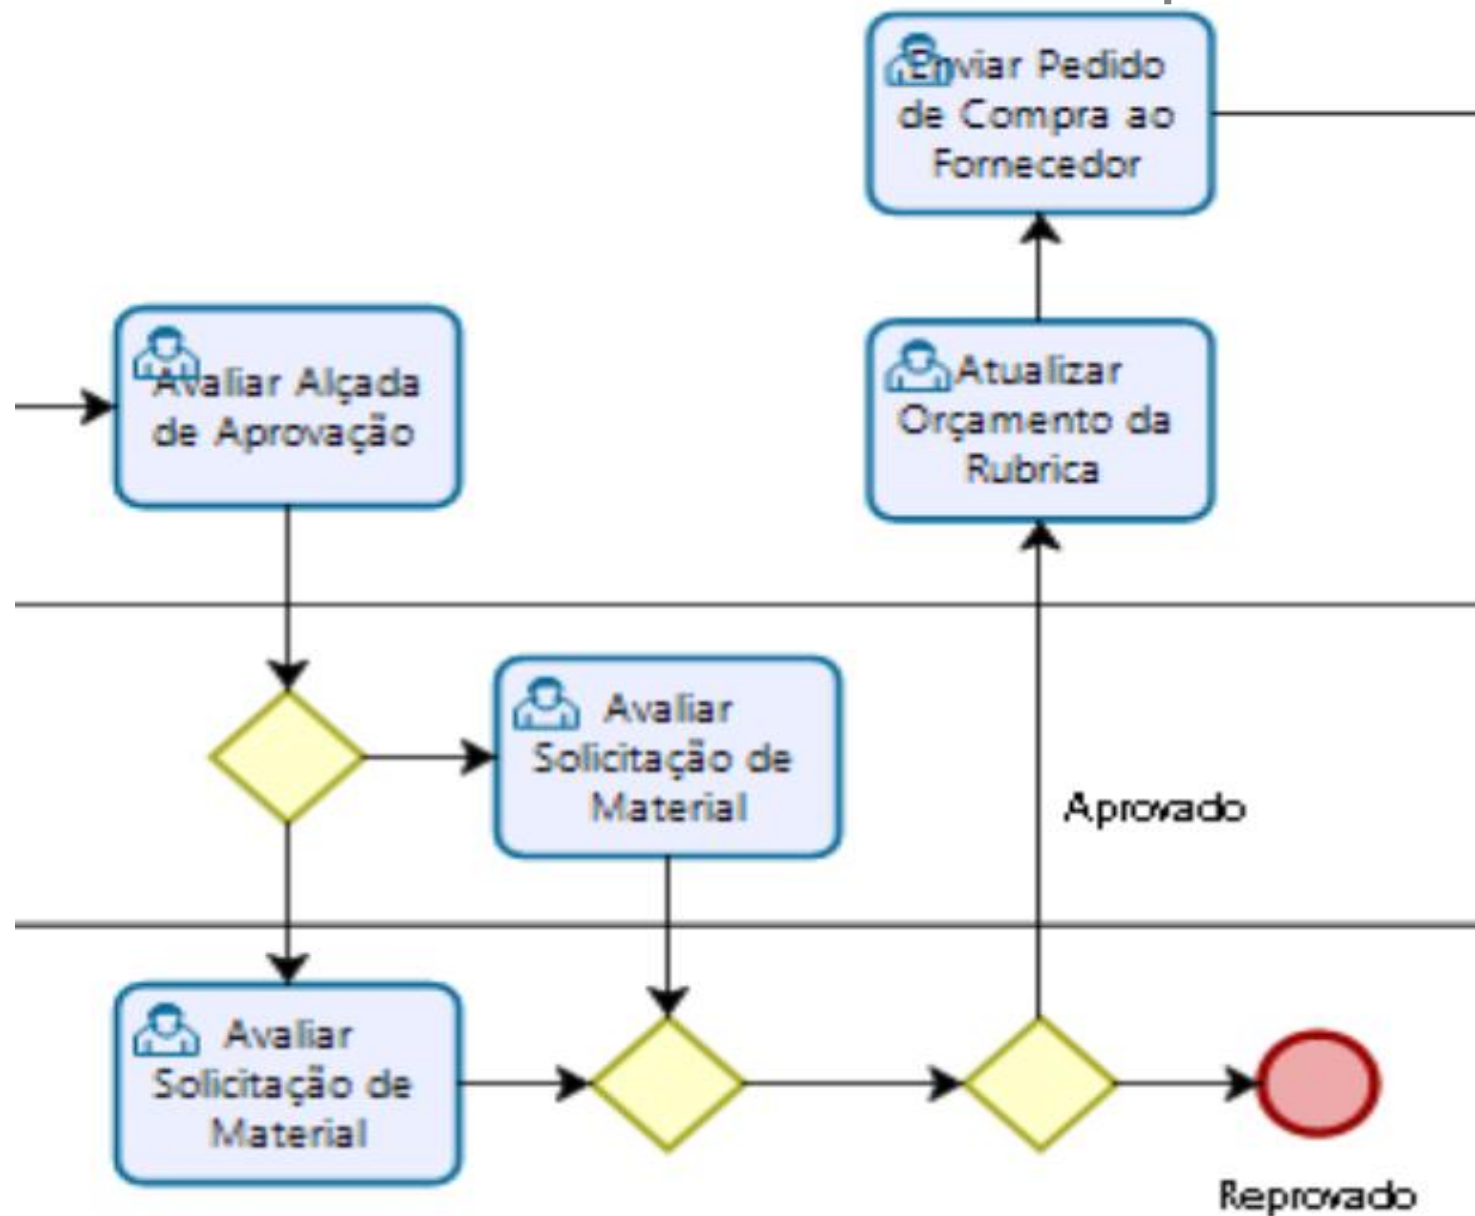 Enviar Pedido
de Compra ao
Fornecedor
Avaliar Alçada
de Aprovação
Atualizar
Orçamento da
Rubrica
Avaliar
Solicitação de
Material
Aprovado
Avaliar
Solicitação de
Material
Reprovado